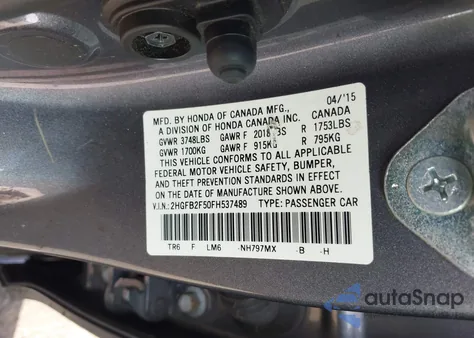 MFD. BY HONDA OF CANADA MFG., 04/'15
A DIVISION OF HONDA CANADA INC. CANADA
GVWR 3748LBS GAWR F 2018LBS R 1753LBS
GVWR 1700KG GAWR F 915KG R 795KG
THIS VEHICLE CONFORMS TO ALL APPLICABLE
FEDERAL MOTOR VEHICLE SAFETY, BUMPER,
AND THEFT PREVENTION STANDARDS IN EFFECT
ON THE DATE OF MANUFACTURE SHOWN ABOVE.
V.I.N.: 2HGFB2F50FH537489 TYPE: PASSENGER CAR
TR6 F LM6 -NH797MX -B -H
autoSnap